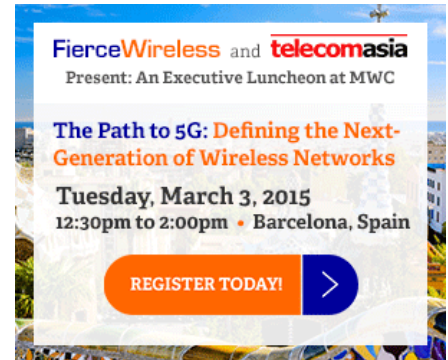 FierceWireless and telecomasia
Present: An Executive Luncheon at MWC
The Path to 5G: Defining the Next-
Generation of Wireless Networks
Tuesday, March 3, 2015
12:30pm to 2:00pm • Barcelona, Spain
REGISTER TODAY!